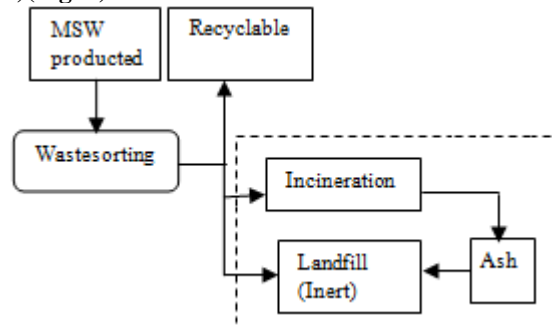 MSW
producted
Recyclable
Wastesorting
Incineration
Landfill
(Inert)
Ash